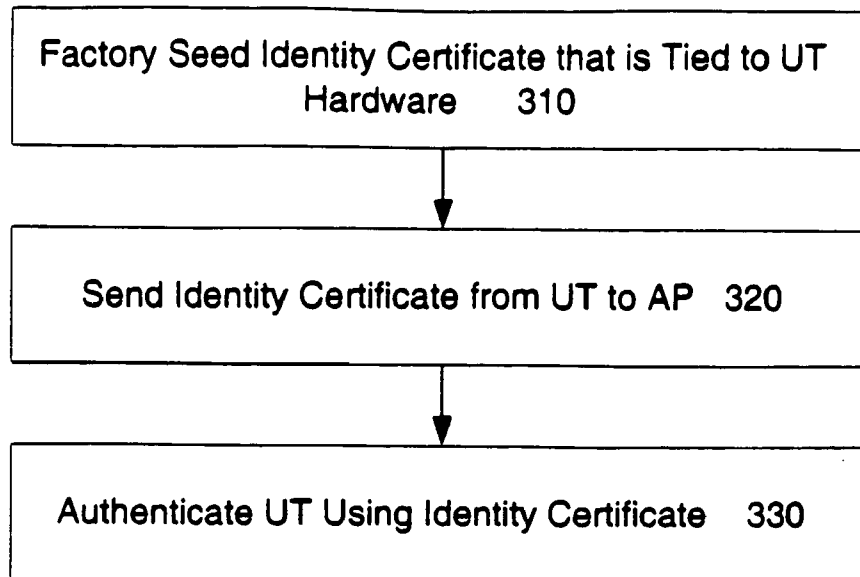 Factory Seed Identity Certificate that is Tied to UT
Hardware 310
Send Identity Certificate from UT to AP 320
Authenticate UT Using Identity Certificate 330